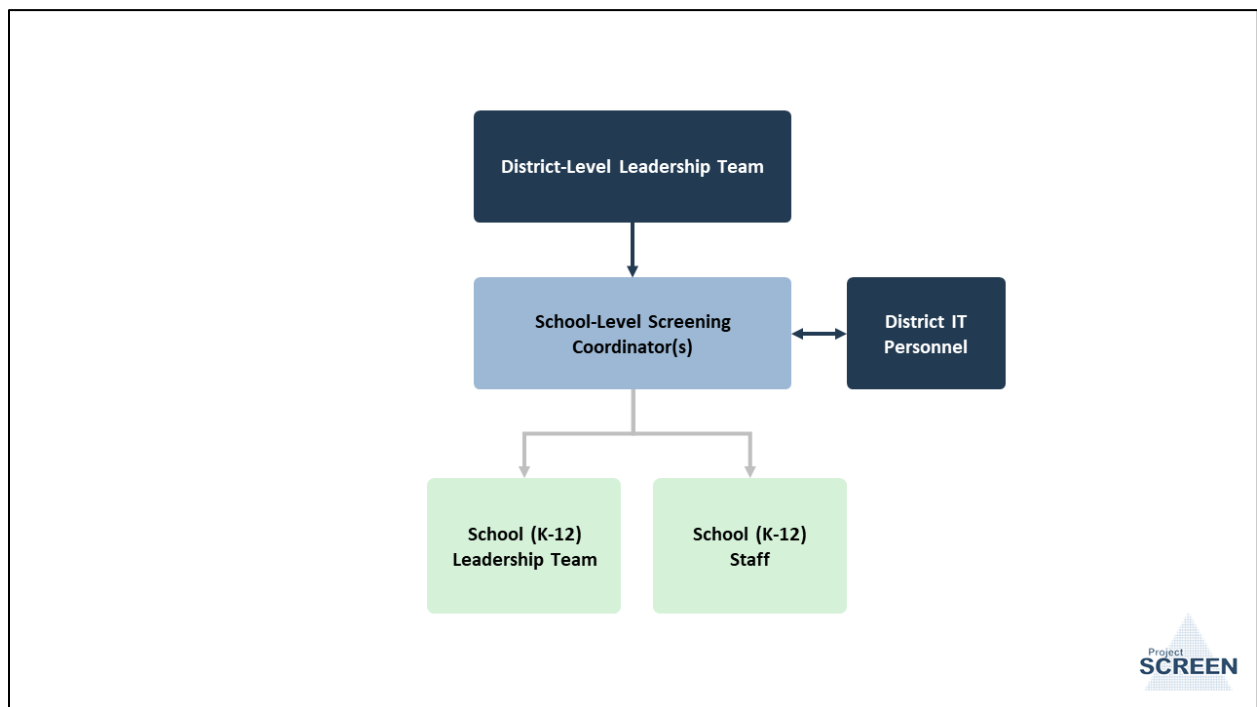 District-Level Leadership Team
School-Level Screening
Coordinator(s)
District IT
Personnel
School (K-12)
Leadership Team
School (K-12)
Staff
Project
SCREEN